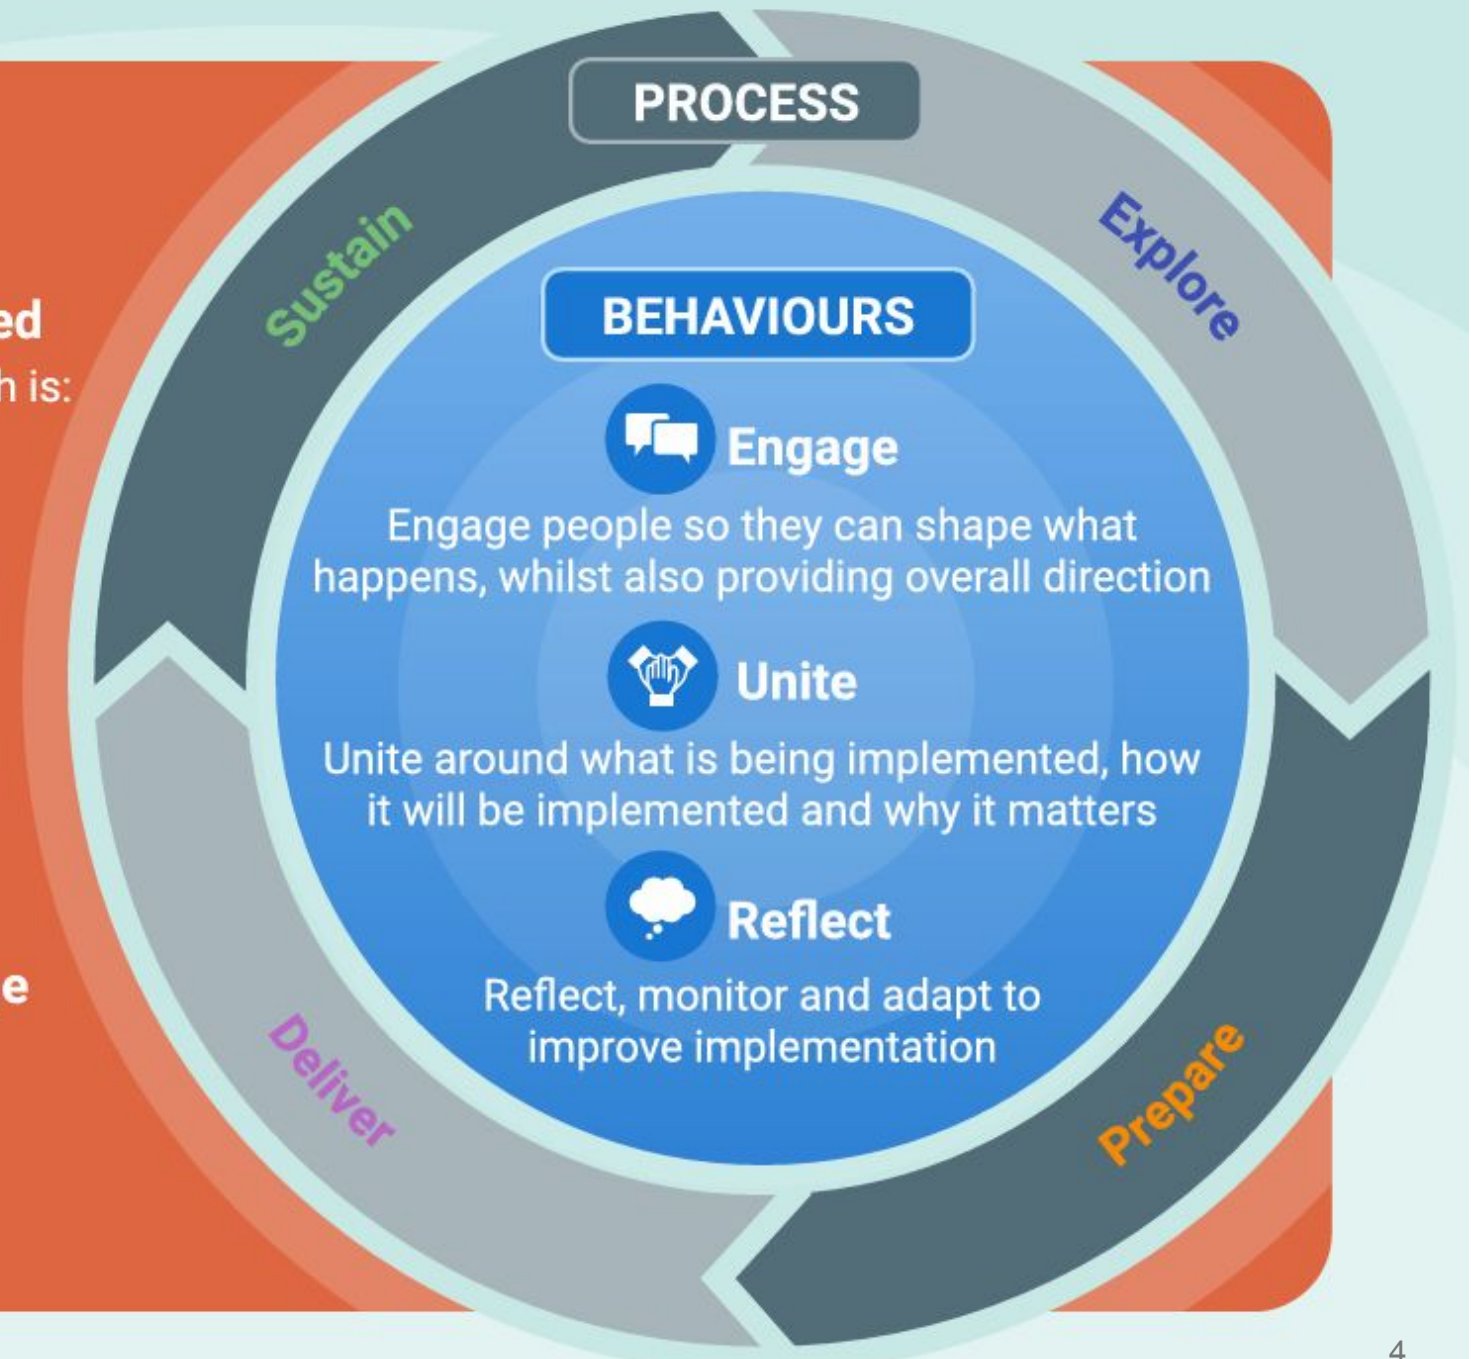 PROCESS
Sustain
Explore
ed
h is:
BEHAVIOURS
Engage
Engage people so they can shape what
happens, whilst also providing overall direction
Unite
Unite around what is being implemented, how
it will be implemented and why it matters
Reflect
Reflect, monitor and adapt to
improve implementation
e
Deliver
Prepare
4